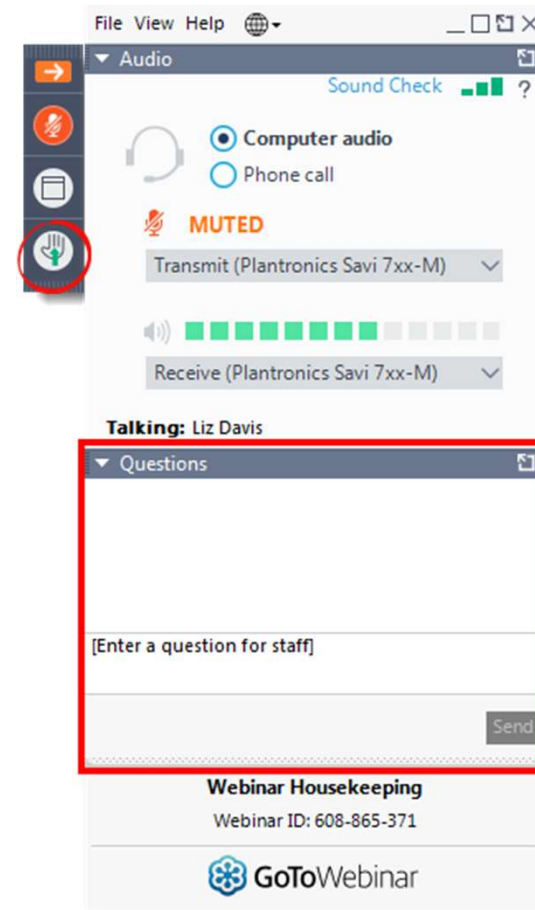 File View Help
Audio
Sound Check ?
Computer audio
Phone call
MUTED
Transmit (Plantronics Savi 7xx-M)
Receive (Plantronics Savi 7xx-M)
Talking: Liz Davis
Questions
[Enter a question for staff]
Send
Webinar Housekeeping
Webinar ID: 608-865-371
GoToWebinar